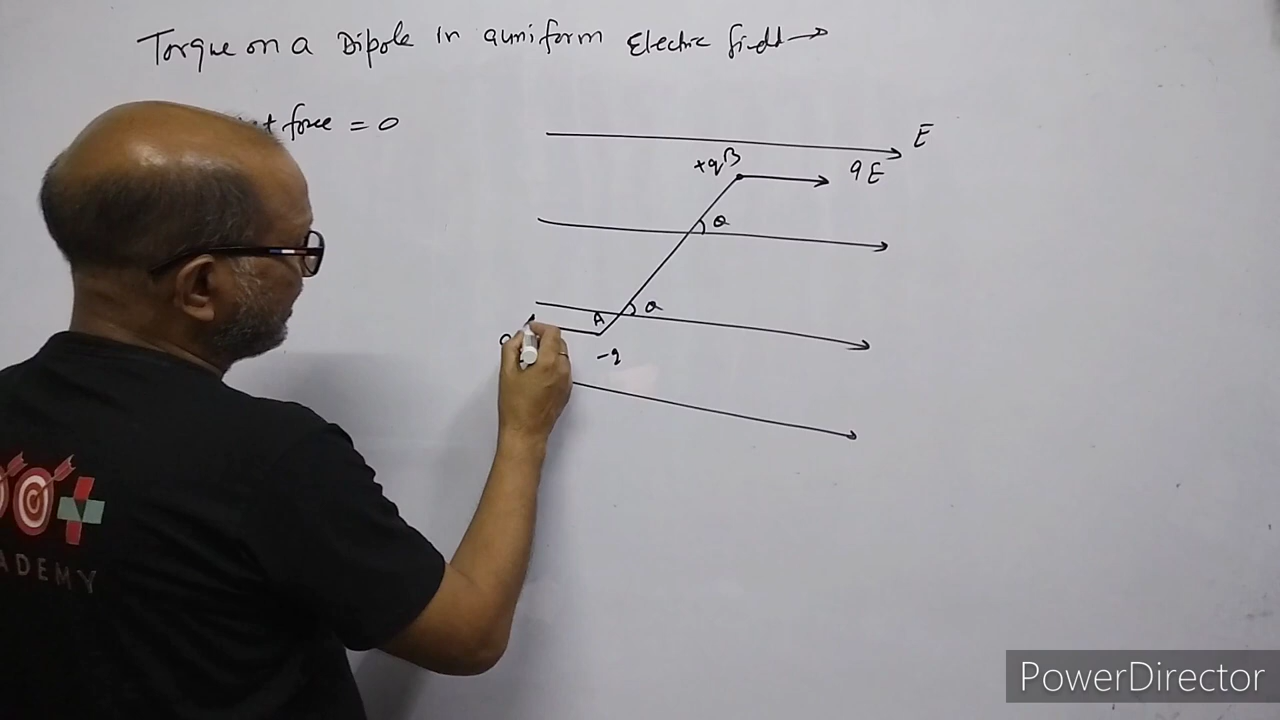 Torque on a Dipole in a uniform Electric field →
force = 0
E
+q B
qE
θ
θ
A
-q
ADEMY
PowerDirector